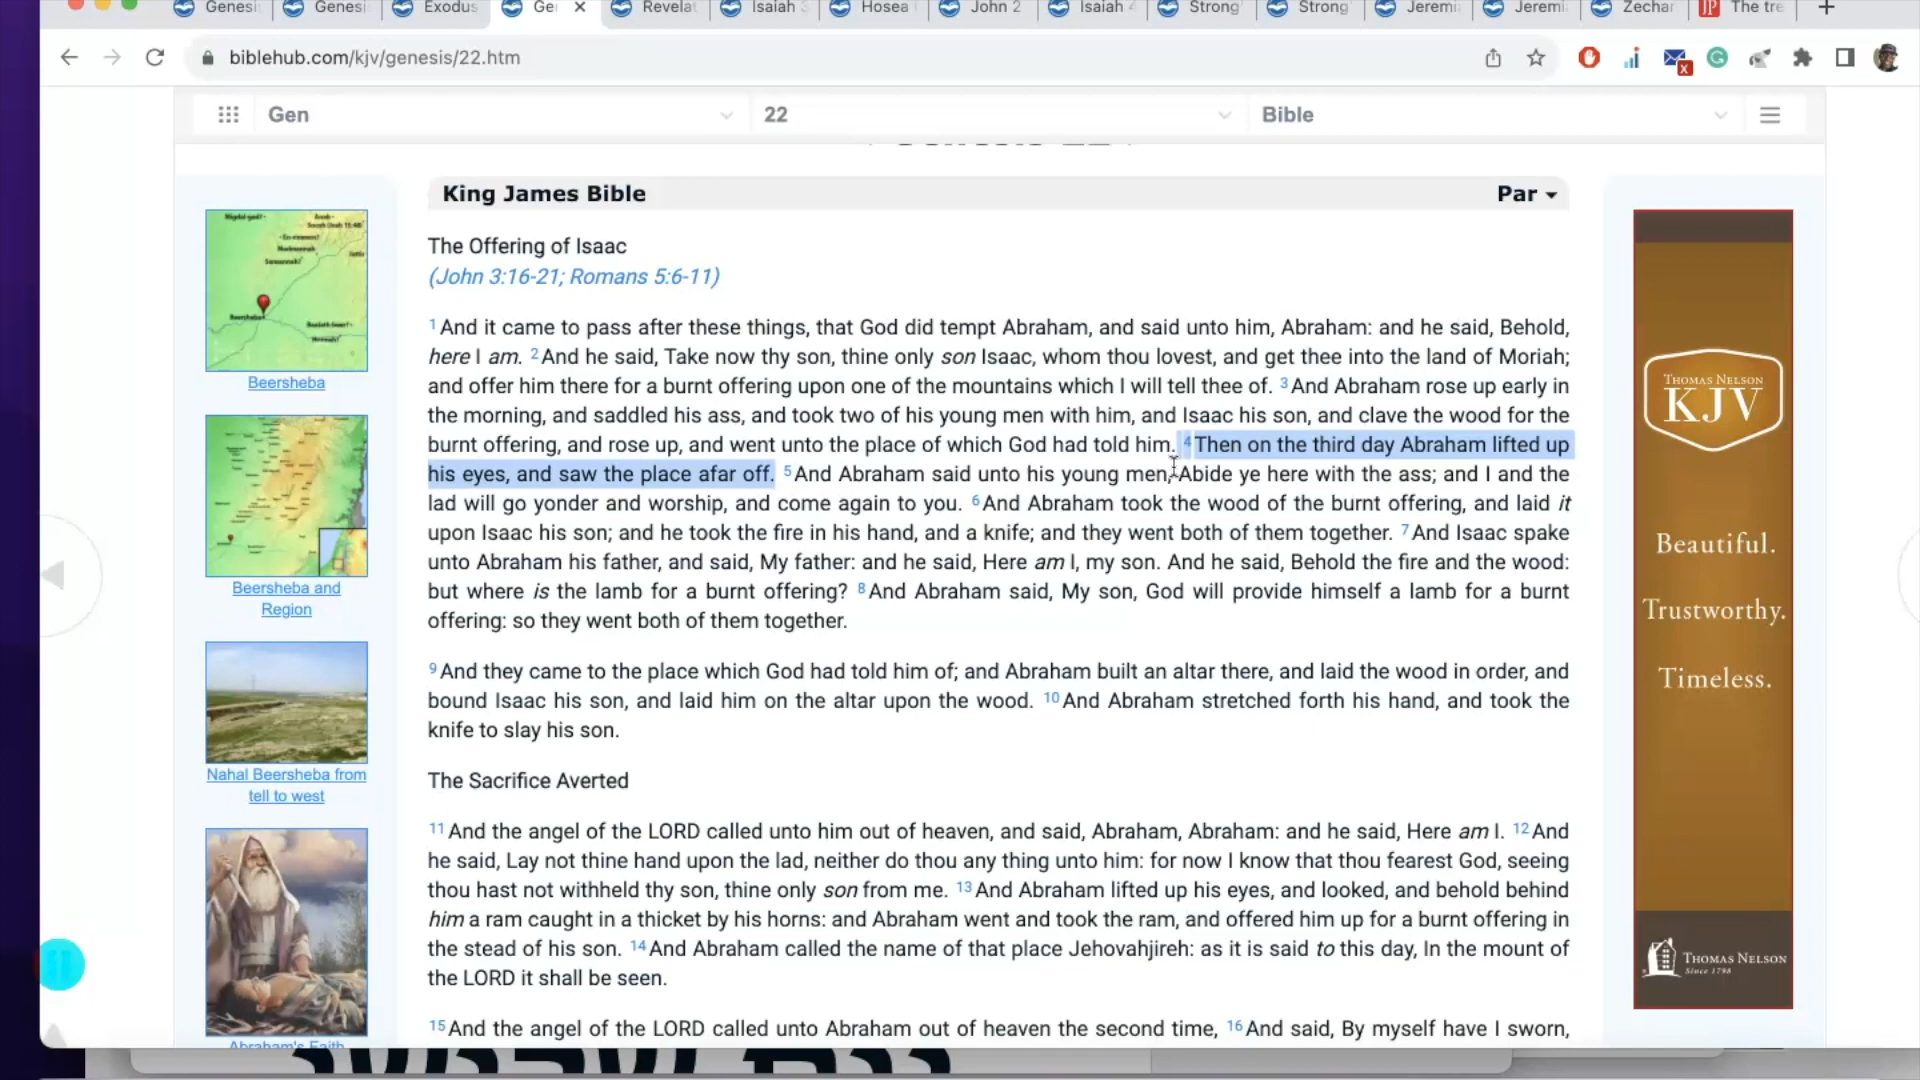 Genesi
Genesi
Exodus
Ge
Revelat
Isaiah
Hosea
John 2
Isaiah 4
Strong'
Strong'
Jeremi
Jeremi
Zechar
JP The tre
biblehub.com/kjv/genesis/22.htm
Gen
22
Bible
King James Bible
Par
The Offering of Isaac
(John 3:16-21; Romans 5:6-11)
1 And it came to pass after these things, that God did tempt Abraham, and said unto him, Abraham: and he said, Behold,
here I am. 2 And he said, Take now thy son, thine only son Isaac, whom thou lovest, and get thee into the land of Moriah;
and offer him there for a burnt offering upon one of the mountains which I will tell thee of. 3 And Abraham rose up early in
the morning, and saddled his ass, and took two of his young men with him, and Isaac his son, and clave the wood for the
burnt offering, and rose up, and went unto the place of which God had told him. 4 Then on the third day Abraham lifted up
his eyes, and saw the place afar off. 5 And Abraham said unto his young men, Abide ye here with the ass; and I and the
lad will go yonder and worship, and come again to you. 6 And Abraham took the wood of the burnt offering, and laid it
upon Isaac his son; and he took the fire in his hand, and a knife; and they went both of them together. 7 And Isaac spake
unto Abraham his father, and said, My father: and he said, Here am I, my son. And he said, Behold the fire and the wood:
but where is the lamb for a burnt offering? 8 And Abraham said, My son, God will provide himself a lamb for a burnt
offering: so they went both of them together.
9 And they came to the place which God had told him of; and Abraham built an altar there, and laid the wood in order, and
bound Isaac his son, and laid him on the altar upon the wood. 10 And Abraham stretched forth his hand, and took the
knife to slay his son.
The Sacrifice Averted
11 And the angel of the LORD called unto him out of heaven, and said, Abraham, Abraham: and he said, Here am I. 12 And
he said, Lay not thine hand upon the lad, neither do thou any thing unto him: for now I know that thou fearest God, seeing
thou hast not withheld thy son, thine only son from me. 13 And Abraham lifted up his eyes, and looked, and behold behind
him a ram caught in a thicket by his horns: and Abraham went and took the ram, and offered him up for a burnt offering in
the stead of his son. 14 And Abraham called the name of that place Jehovahjireh: as it is said to this day, In the mount of
the LORD it shall be seen.
15 And the angel of the LORD called unto Abraham out of heaven the second time, 16 And said, By myself have I sworn,
Beersheba
Beersheba
Beersheba and
Region
Nahal Beersheba from
tell to west
Abraham's Faith
THOMAS NELSON
KJV
Beautiful.
Trustworthy.
Timeless.
THOMAS NELSON
Since 1798